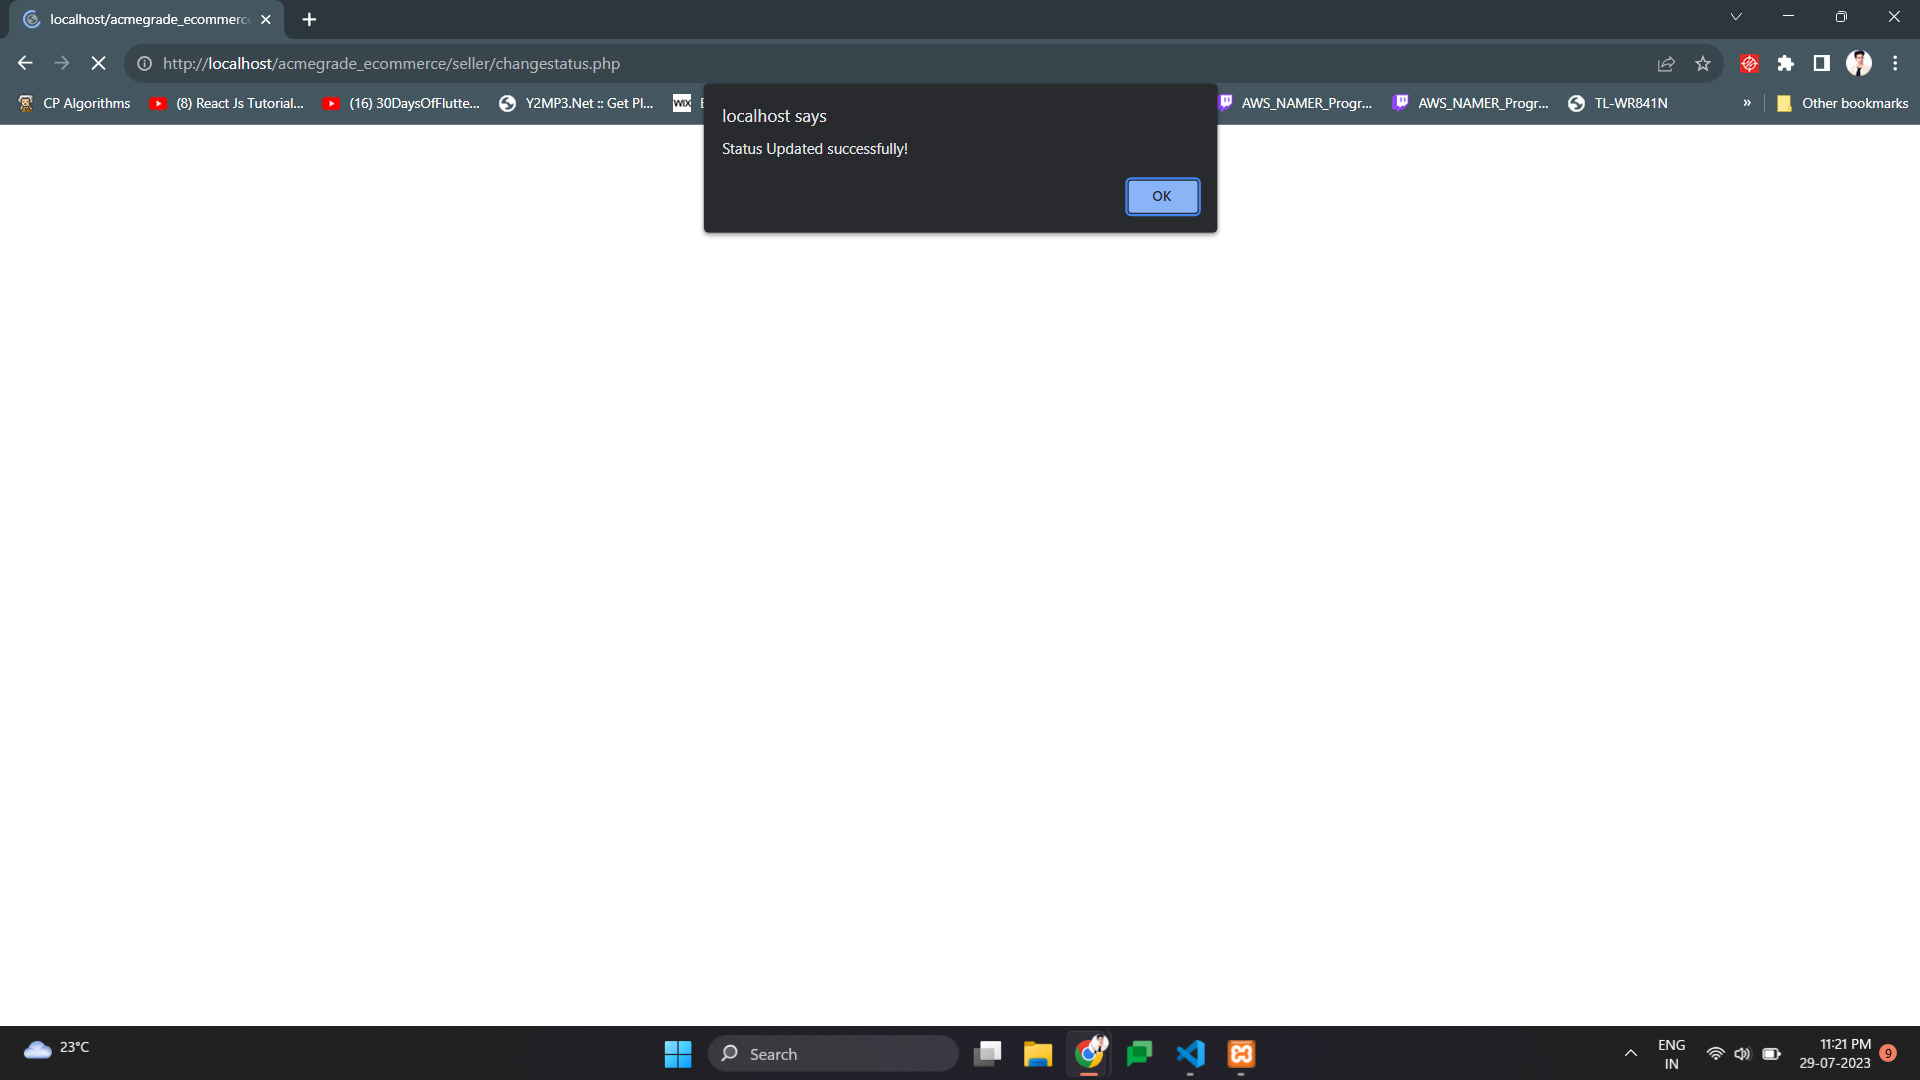 localhost/acmegrade_ecommerc
http://localhost/acmegrade_ecommerce/seller/changestatus.php
CP Algorithms
(8) React Js Tutorial...
(16) 30DaysOfFlutte...
Y2MP3.Net :: Get Pl...
WIX
AWS_NAMER_Progr...
AWS_NAMER_Progr...
TL-WR841N
»
Other bookmarks
localhost says
Status Updated successfully!
OK
23°C
Search
ENG
IN
11:21 PM
29-07-2023
9